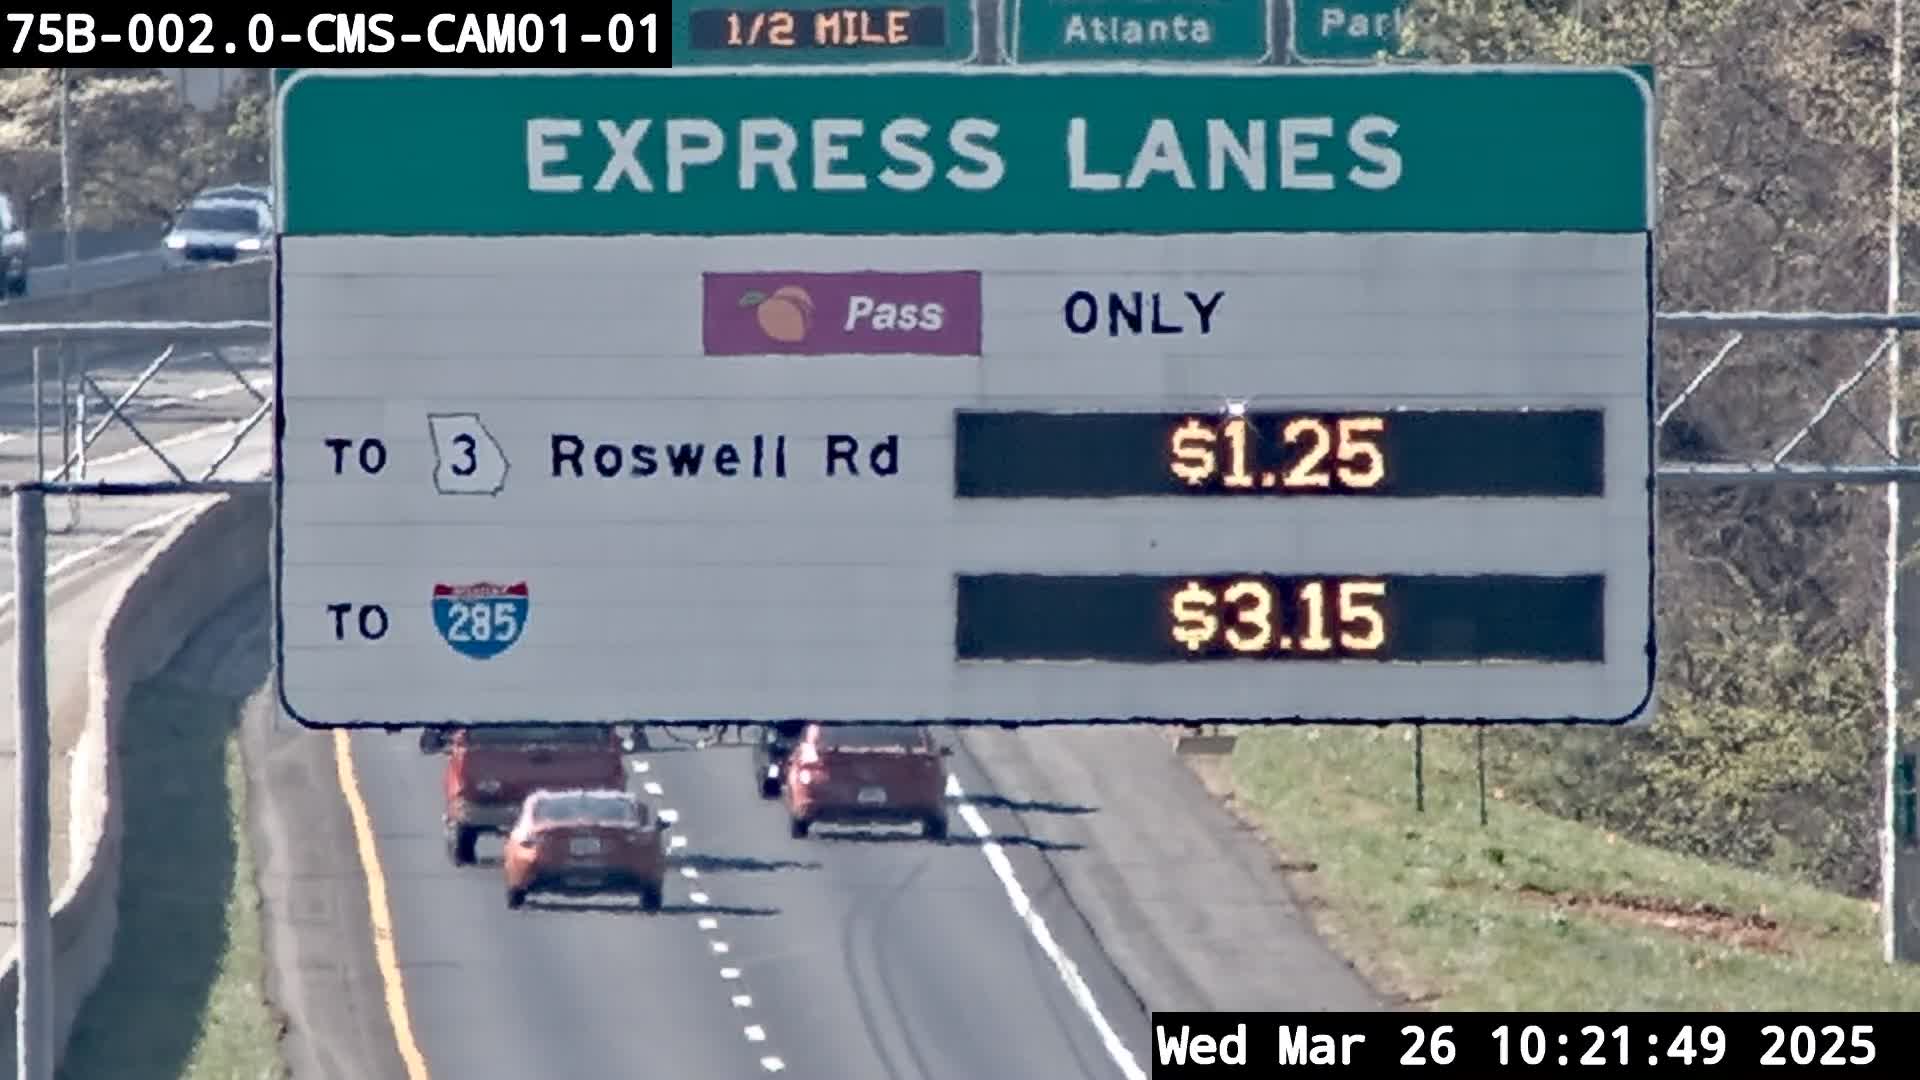 75B-002.0-CMS-CAM01-01
1/2 MILE
Atlanta
EXPRESS LANES
Pass ONLY
TO 3 Roswell Rd $1.25
TO 285 $3.15
Wed Mar 26 10:21:49 2025